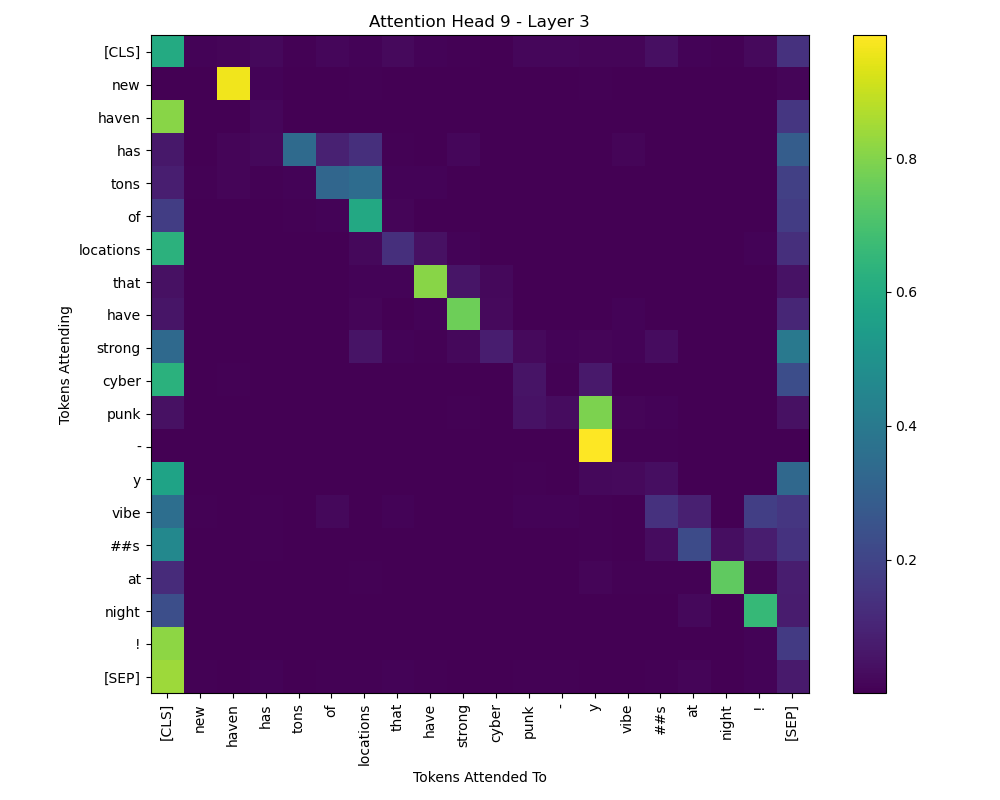 Attention Head 9 - Layer 3
Tokens Attending
[CLS]
new
haven
has
tons
of
locations
that
have
strong
cyber
punk
-
y
vibe
##s
at
night
!
[SEP]
0.8
0.6
0.4
0.2
[CLS]
new
haven
has
tons
of
locations
that
have
strong
cyber
punk
-
y
vibe
##s
at
night
!
[SEP]
Tokens Attended To